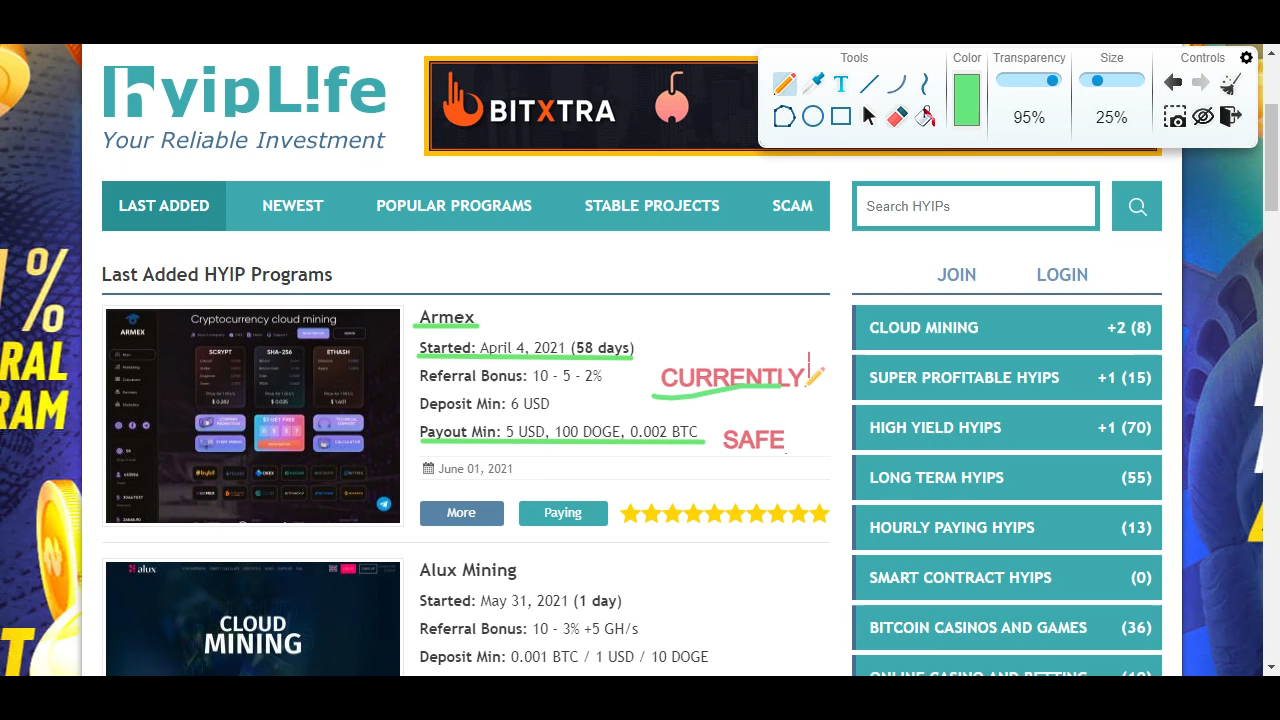 hyipL!fe
Your Reliable Investment
BITXTRA
Tools
Color
Transparency
Size
Controls
T
95%
25%
LAST ADDED
NEWEST
POPULAR PROGRAMS
STABLE PROJECTS
SCAM
Search HYIPs
1%
RAL
RAM
T
Last Added HYIP Programs
JOIN
LOGIN
ARMEX
Cryptocurrency cloud mining
SCRYPT
SHA-256
ETHASH
Armex
Started: April 4, 2021 (58 days)
Referral Bonus: 10 - 5 - 2%
Deposit Min: 6 USD
Payout Min: 5 USD, 100 DOGE, 0.002 BTC
June 01, 2021
More
Paying
CURRENTLY
SAFE
CLOUD MINING +2 (8)
SUPER PROFITABLE HYIPS +1 (15)
HIGH YIELD HYIPS +1 (70)
LONG TERM HYIPS (55)
HOURLY PAYING HYIPS (13)
SMART CONTRACT HYIPS (0)
BITCOIN CASINOS AND GAMES (36)
alux
CLOUD
MINING
Alux Mining
Started: May 31, 2021 (1 day)
Referral Bonus: 10 - 3% +5 GH/s
Deposit Min: 0.001 BTC / 1 USD / 10 DOGE